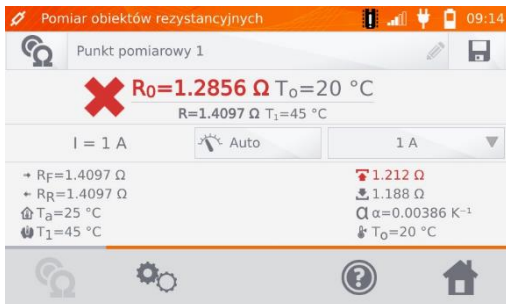 Pomiar obiektów rezystancyjnych 09:14
Punkt pomiarowy 1
R₀=1.2856 Ω T₀=20 °C
R=1.4097 Ω T₁=45 °C
I = 1 A Auto 1 A
RF=1.4097 Ω 1.212 Ω
RR=1.4097 Ω 1.188 Ω
Ta=25 °C α α=0.00386 K⁻¹
T₁=45 °C T₀=20 °C